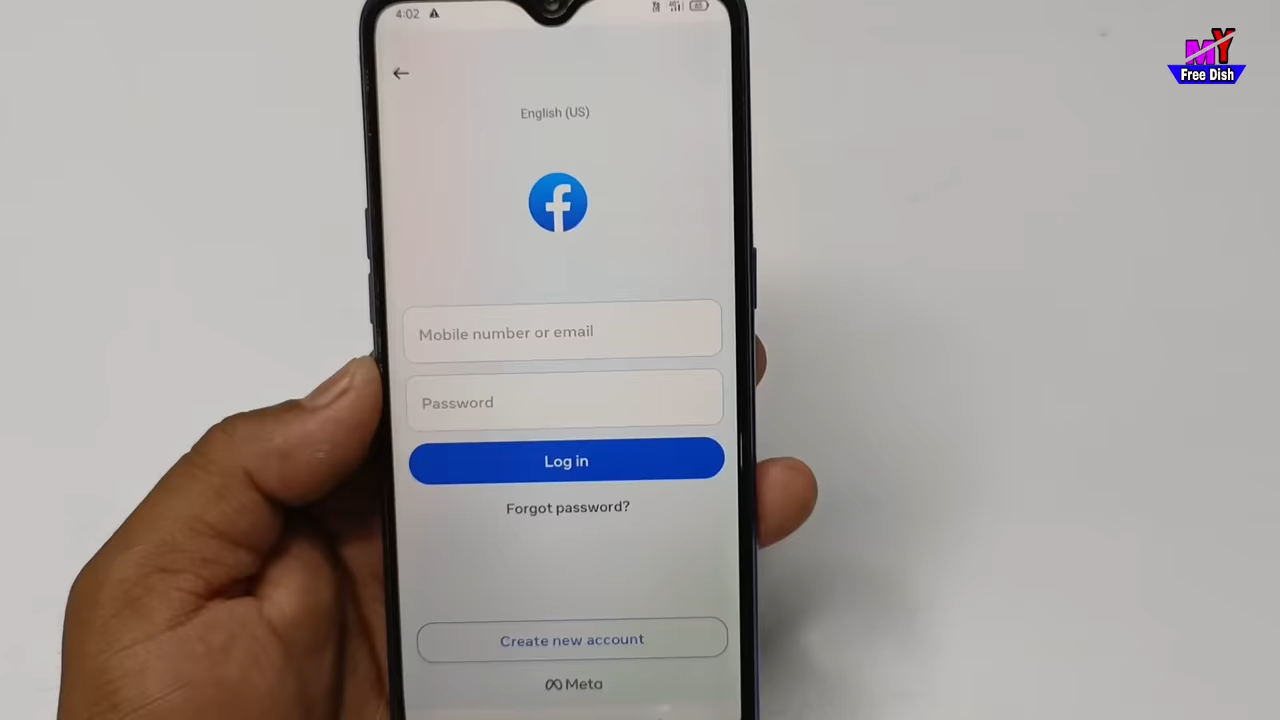 4:02
MY
Free Dish
English (US)
Mobile number or email
Password
Log in
Forgot password?
Create new account
Meta